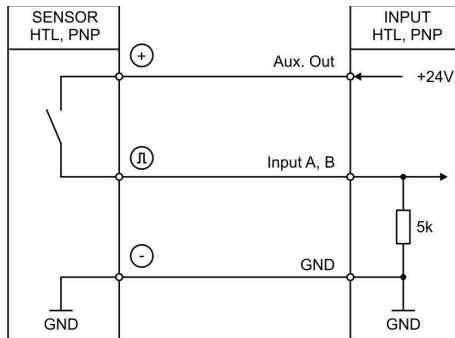 SENSOR
HTL, PNP
INPUT
HTL, PNP
+
Aux. Out
+24V
Input A, B
5k
-
GND
GND
GND